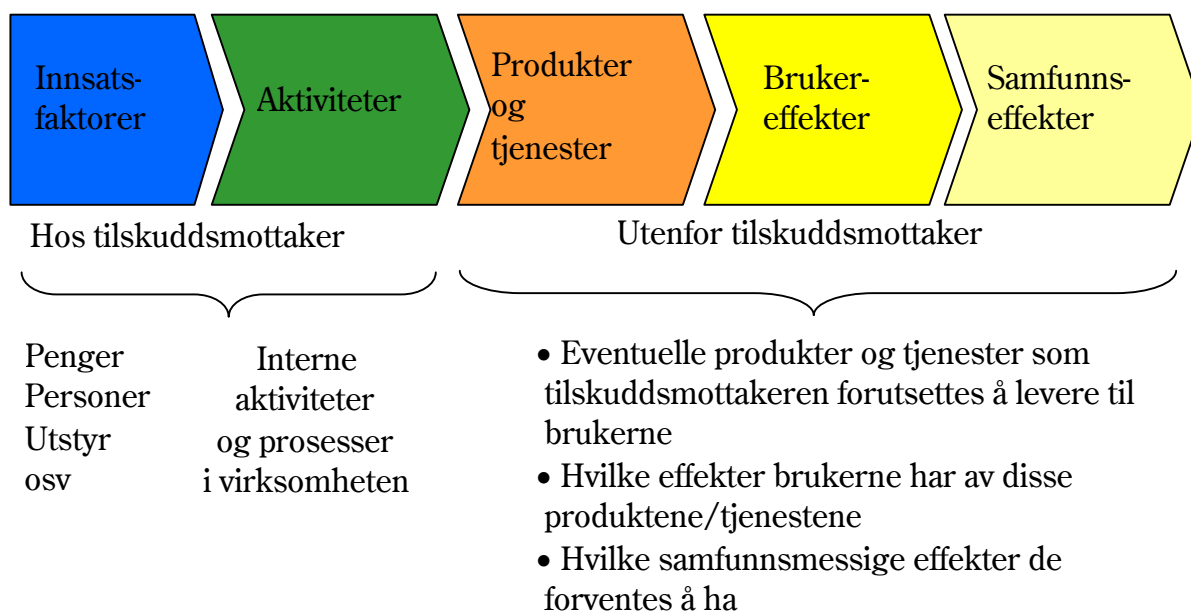 Innsats-
faktorer
Aktiviteter
Produkter
og
tjenester
Bruker-
effekter
Samfunns-
effekter
Hos tilskuddsmottaker
Utenfor tilskuddsmottaker
Penger
Personer
Utstyr
osv
Interne
aktiviteter
og prosesser
i virksomheten
• Eventuelle produkter og tjenester som
tilskuddsmottakeren forutsettes å levere til
brukerne
• Hvilke effekter brukerne har av disse
produktene/tjenestene
• Hvilke samfunnsmessige effekter de
forventes å ha